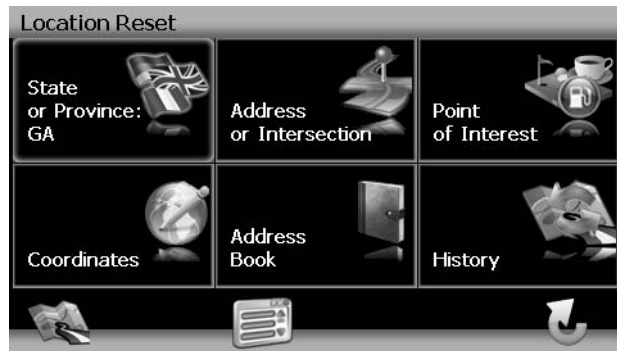 Location Reset
State
or Province:
GA
Address
or Intersection
Point
of Interest
Coordinates
Address
Book
History